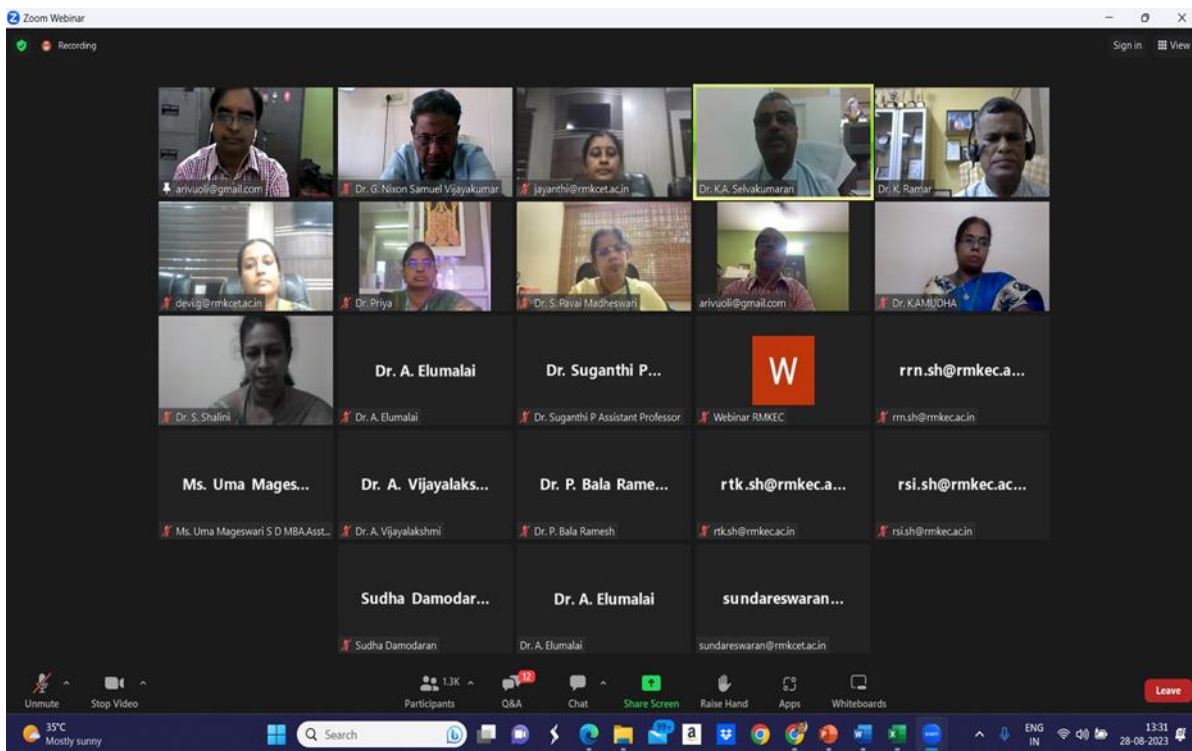 Zoom Webinar
Recording
Sign in View
arivuoli@gmail.com
Dr. G. Nixon Samuel Vijayakumar
jayanthi@rmkcet.ac.in
Dr. K.A. Selvakumaran
Dr. K. Ramar
devi.g@rmkcet.ac.in
Dr. Priya
Dr. S. Pavai Madheswari
arivuoli@gmail.com
Dr. K.AMUDHA
Dr. S. Shalini
Dr. A. Elumalai
Dr. A. Elumalai
Dr. Suganthi P...
Dr. Suganthi P Assistant Professor
W
Webinar RMKEC
rrn.sh@rmkec.a...
rrn.sh@rmkec.ac.in
Ms. Uma Mages...
Ms. Uma Mageswari S D MBA.Asst...
Dr. A. Vijayalaks...
Dr. A. Vijayalakshmi
Dr. P. Bala Rame...
Dr. P. Bala Ramesh
rtk.sh@rmkec.a...
rtk.sh@rmkec.ac.in
rsi.sh@rmkec.ac...
rsi.sh@rmkec.ac.in
Sudha Damodar...
Sudha Damodaran
Dr. A. Elumalai
Dr. A. Elumalai
sundareswaran...
sundareswaran@rmkcet.ac.in
Unmute
Stop Video
1.3K
Participants
12
Q&A
Chat
Share Screen
Raise Hand
Apps
Whiteboards
Leave
35°C
Mostly sunny
Search
99+
ENG
IN
13:31
28-08-2023